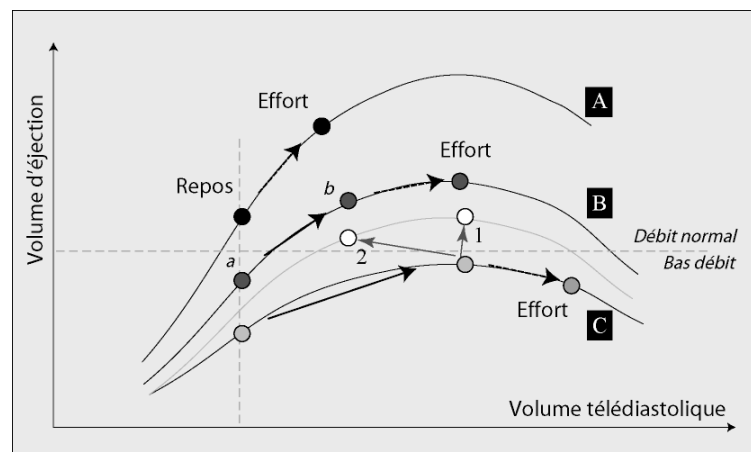 Volume d'éjection
Effort
A
Repos
b
Effort
B
a
1
2
Débit normal
Bas débit
Effort
C
Volume télédiastolique